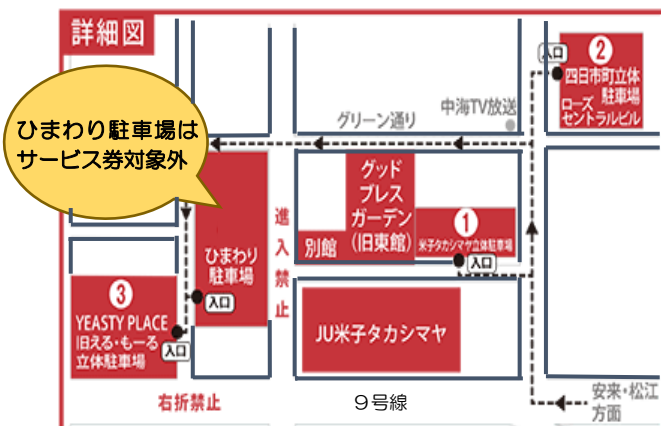 詳細図
ひまわり駐車場は
サービス券対象外
入口
②
四日市町立体
駐車場
ローズ
セントラルビル
中海TV放送
グリーン通り
グッド
ブレス
ガーデン
(旧東館)
別館
①
米子タカシマヤ立体駐車場
入口
進入禁止
ひまわり
駐車場
入口
③
YEASTY PLACE
旧える・もーる
立体駐車場
入口
JU米子タカシマヤ
右折禁止
9号線
安来・松江
方面